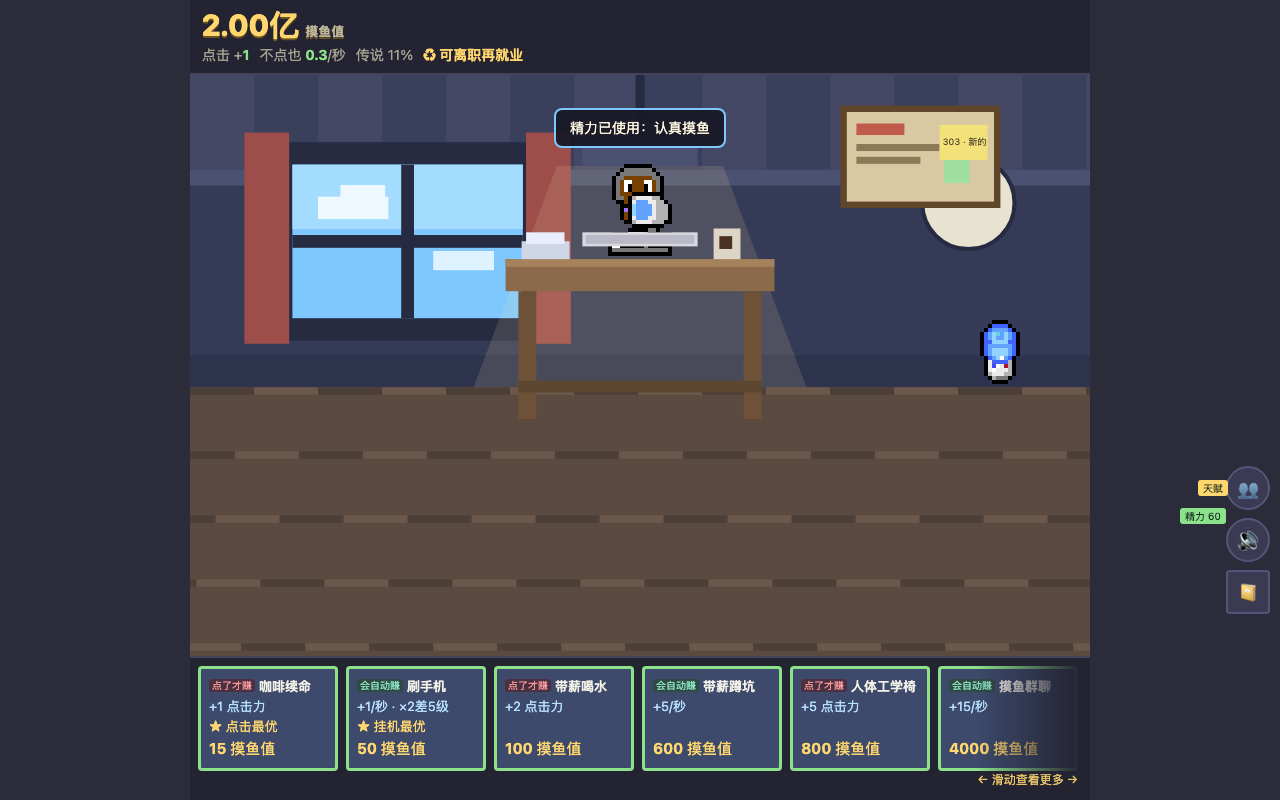 2.00亿 摸鱼值
点击 +1 不点也 0.3/秒 传说 11% ♻ 可离职再就业
精力已使用：认真摸鱼
303 · 新的
天赋
精力 60
点了才赚 咖啡续命
+1 点击力
⭐ 点击最优
15 摸鱼值
会自动赚 刷手机
+1/秒 · ×2差5级
⭐ 挂机最优
50 摸鱼值
点了才赚 带薪喝水
+2 点击力
100 摸鱼值
会自动赚 带薪蹲坑
+5/秒
600 摸鱼值
点了才赚 人体工学椅
+5 点击力
800 摸鱼值
会自动赚 摸鱼群聊
+15/秒
4000 摸鱼值
← 滑动查看更多 →